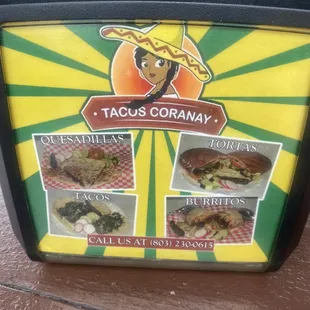 TACOS CORANAY
QUESADILLAS
TORTAS
TACOS
BURRITOS
CALL US AT (803) 230-0615